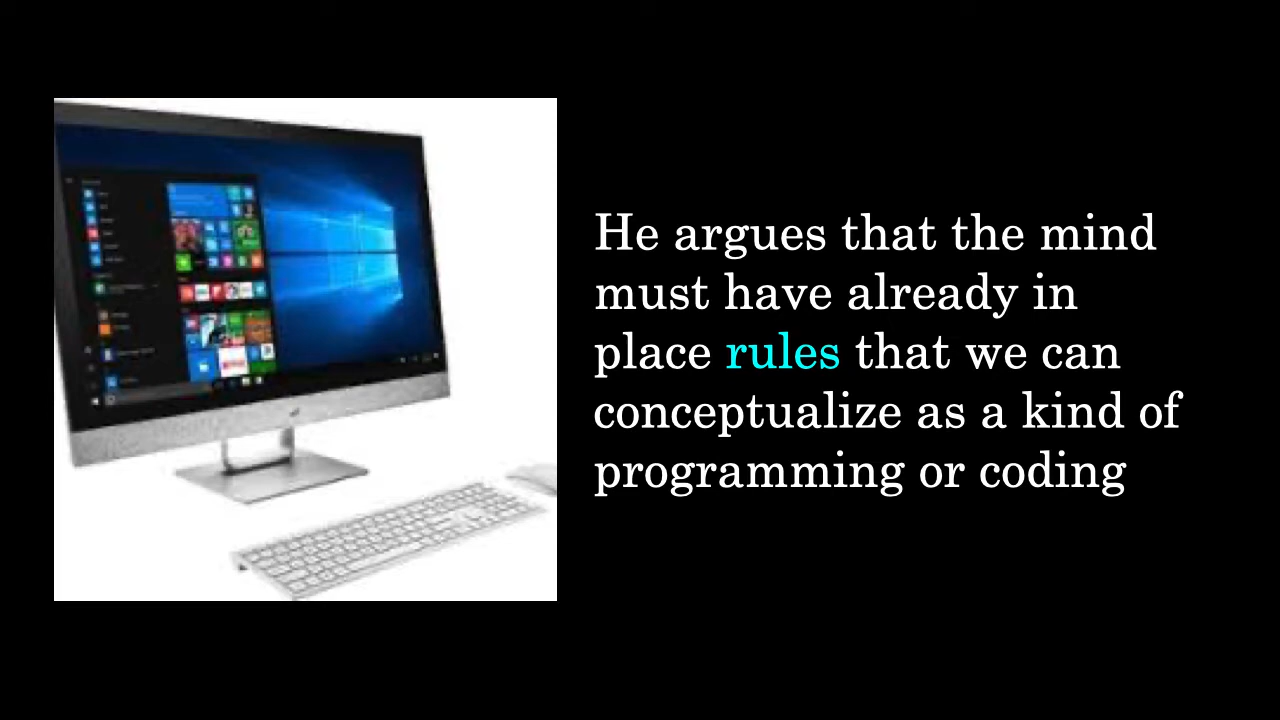 He argues that the mind
must have already in
place rules that we can
conceptualize as a kind of
programming or coding